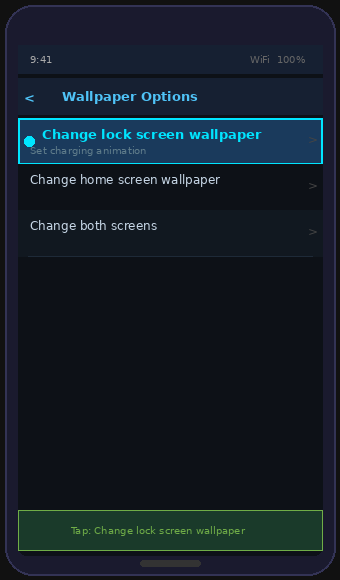 9:41 WiFi 100%
< Wallpaper Options
Change lock screen wallpaper >
Set charging animation
Change home screen wallpaper >
Change both screens >
Tap: Change lock screen wallpaper